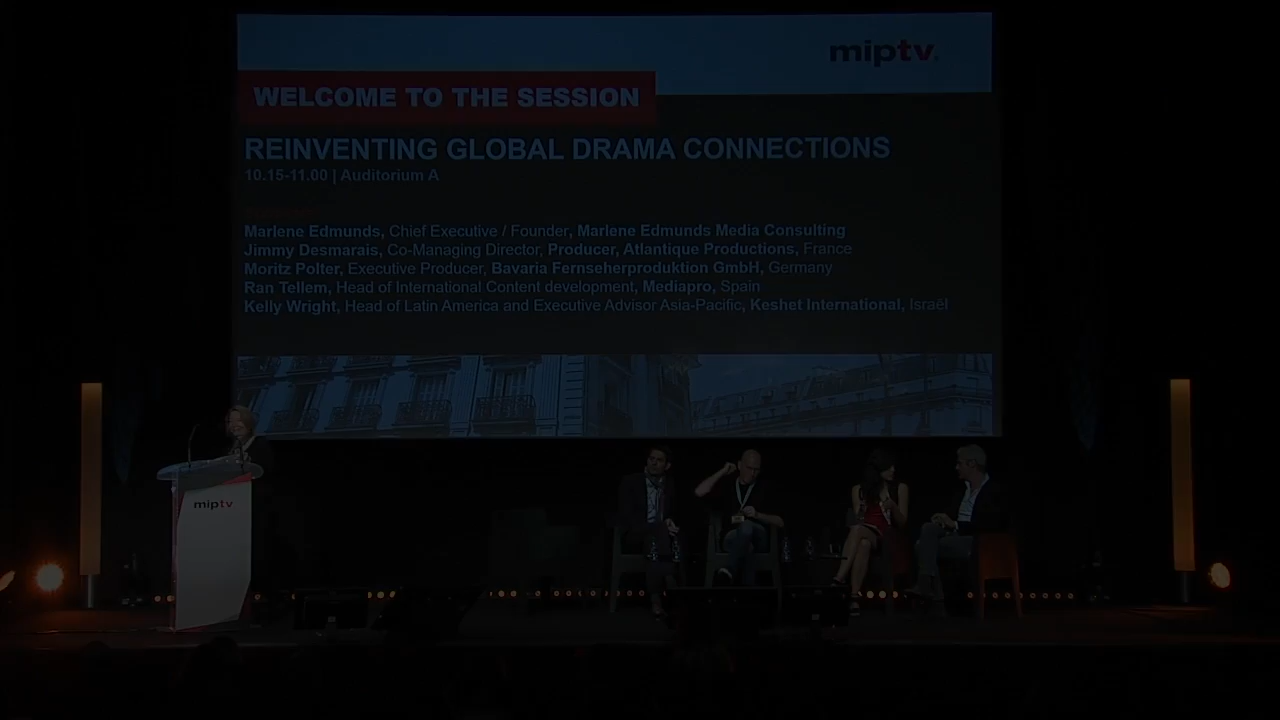 miptv.
WELCOME TO THE SESSION
REINVENTING GLOBAL DRAMA CONNECTIONS
10.15-11.00 | Auditorium A
Marlene Edmunds, Chief Executive / Founder, Marlene Edmunds Media Consulting
Jimmy Desmarais, Co-Managing Director, Producer, Atlantique Productions, France
Moritz Polter, Executive Producer, Bavaria Fernseherproduktion GmbH, Germany
Ran Tellem, Head of International Content development, Mediapro, Spain
Kelly Wright, Head of Latin America and Executive Advisor Asia-Pacific, Keshet International, Israël
miptv